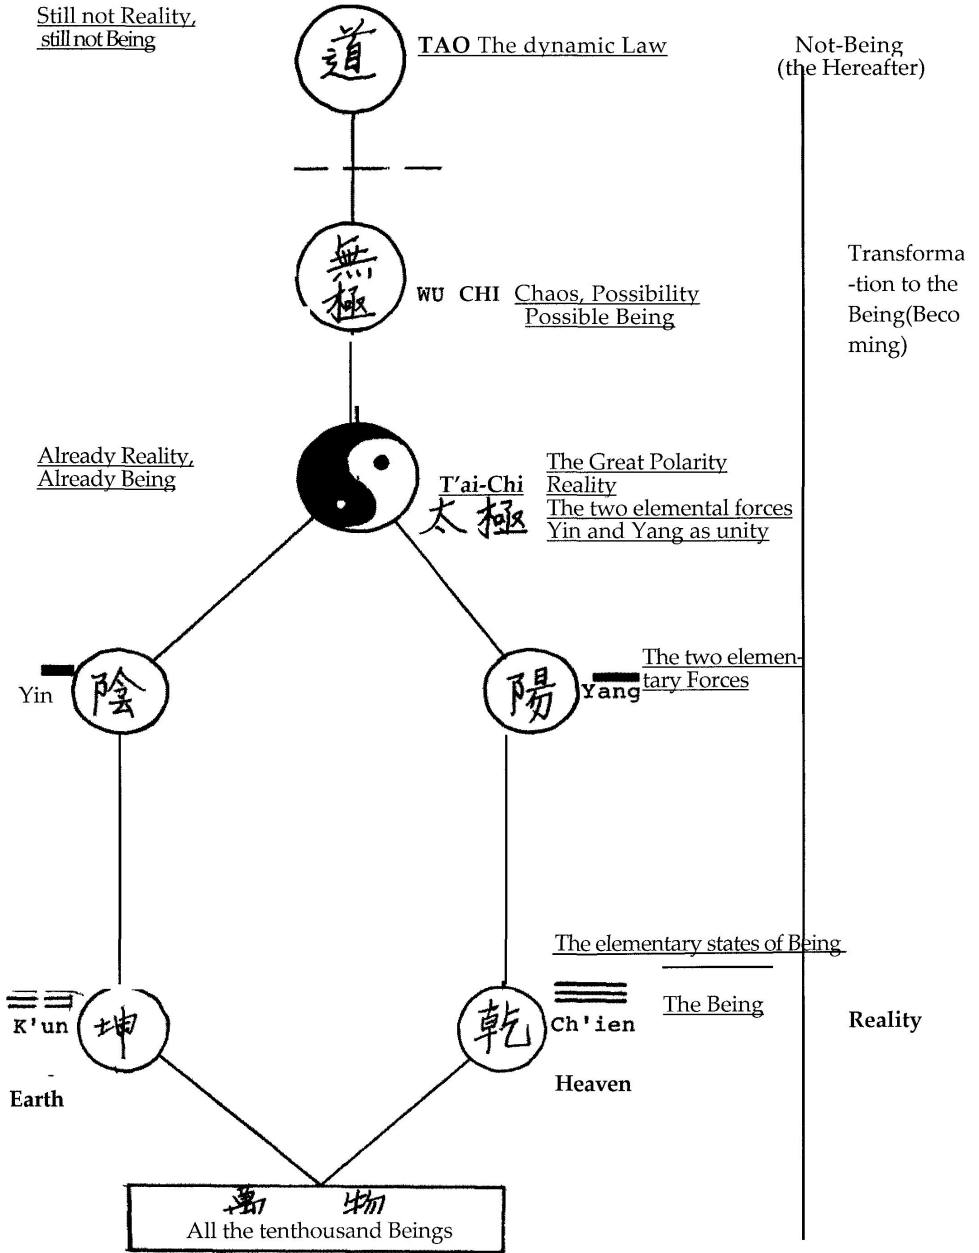 Still not Reality,
still not Being
道
TAO The dynamic Law
Not-Being
(the Hereafter)
無
極
WU CHI Chaos, Possibility
Possible Being
Transforma
-tion to the
Being(Beco
ming)
Already Reality,
Already Being
T'ai-Chi
太極
The Great Polarity
Reality
The two elemental forces
Yin and Yang as unity
Yin
陰
陽
Yang
The two elemen-
tary Forces
The elementary states of Being
The Being
K'un
坤
乾
Ch'ien
Reality
Earth
Heaven
萬 物
All the tenthousand Beings